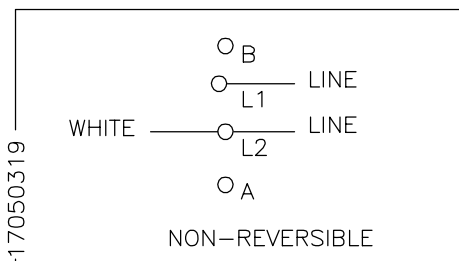 B
LINE
L1
WHITE
LINE
L2
A
NON-REVERSIBLE
-17050319